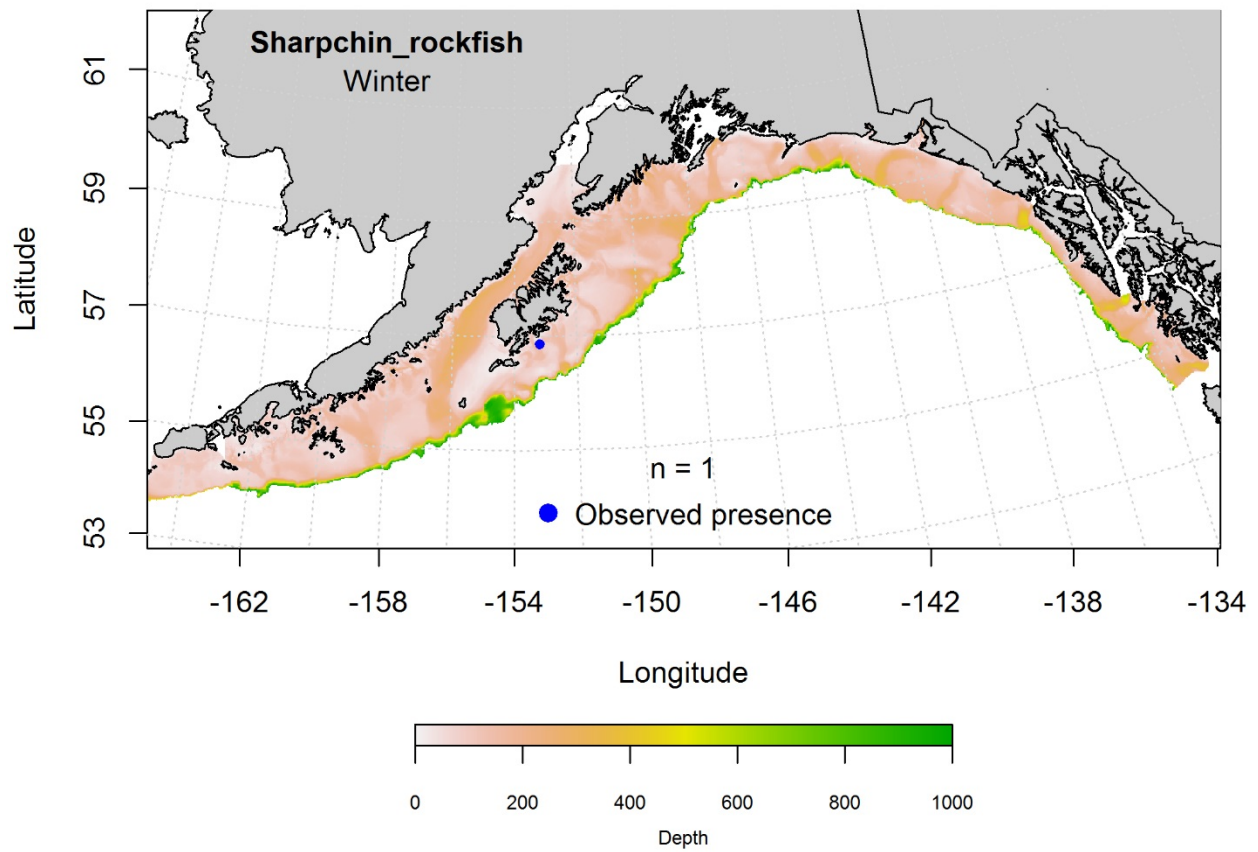 Sharpchin_rockfish
Winter
61
59
57
55
53
Latitude
n = 1
Observed presence
-162 -158 -154 -150 -146 -142 -138 -134
Longitude
0 200 400 600 800 1000
Depth